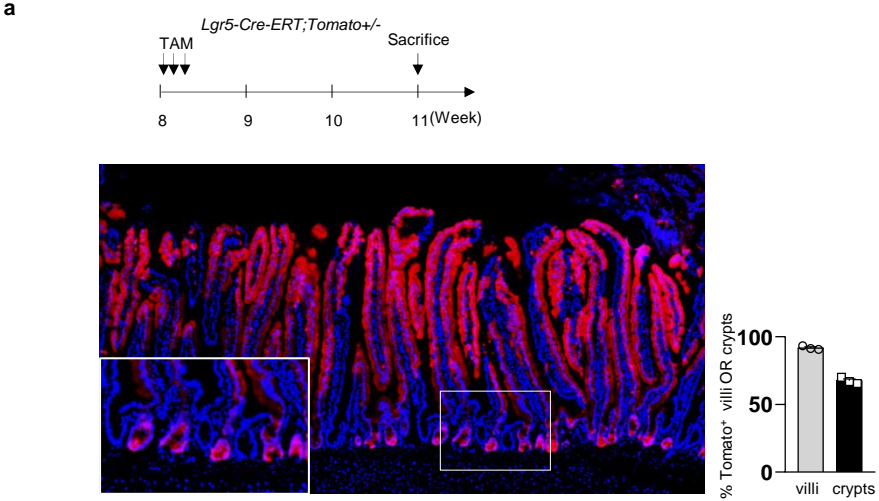 a
Lgr5-Cre-ERT;Tomato+/-
TAM
Sacrifice
8
9
10
11(Week)
% Tomato+ villi OR crypts
100
50
0
villi
crypts